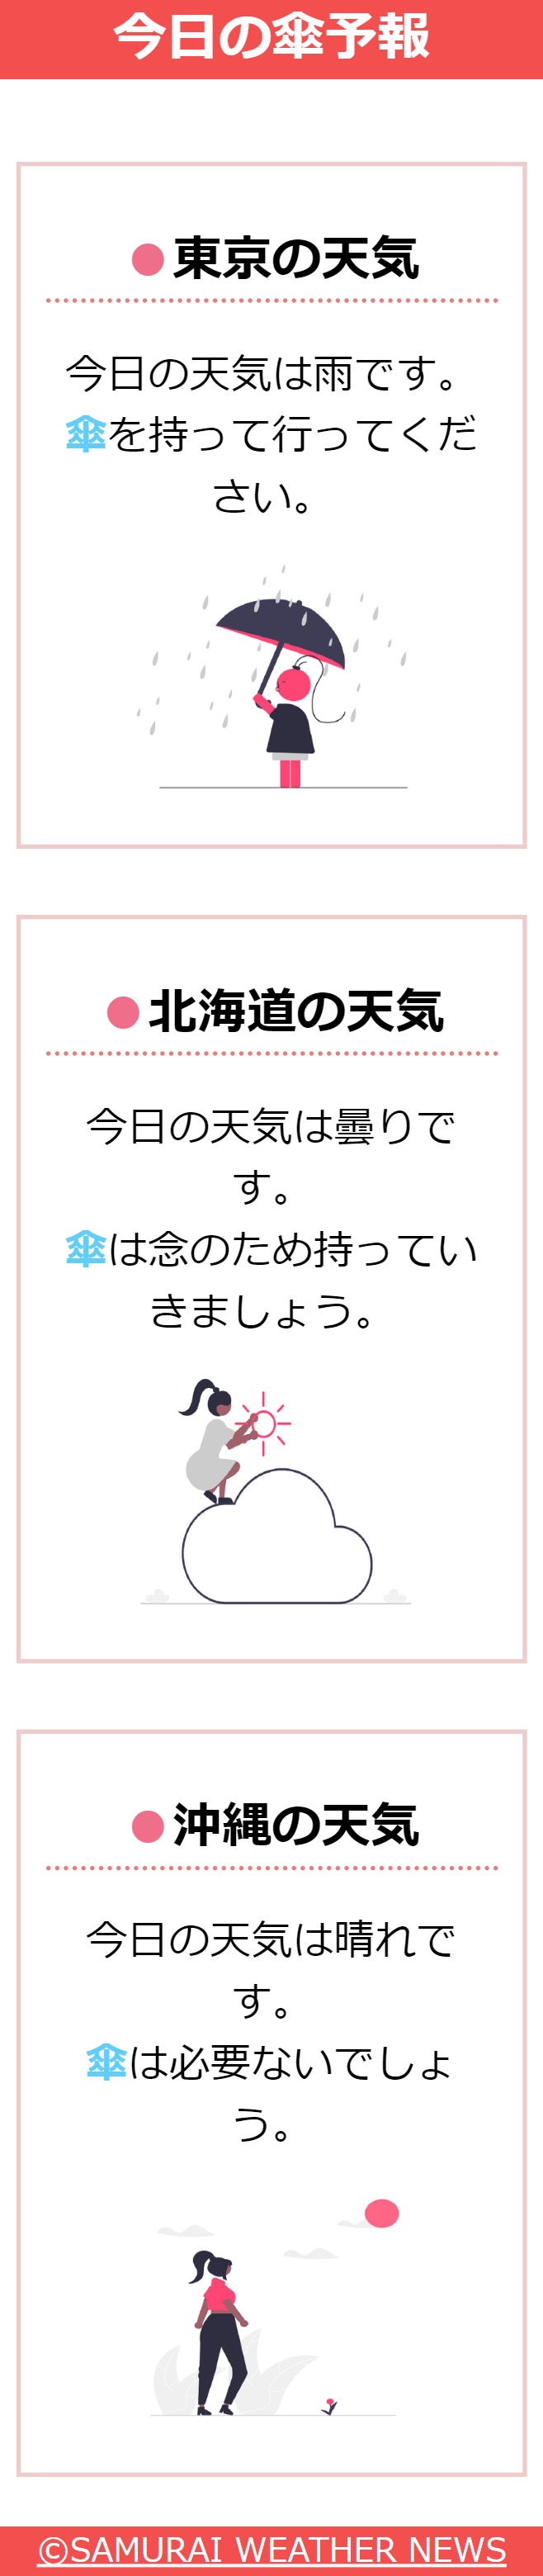 今日の傘予報
東京の天気
今日の天気は雨です。
傘を持って行ってくだ
さい。
北海道の天気
今日の天気は曇りで
す。
傘は念のため持ってい
きましょう。
沖縄の天気
今日の天気は晴れで
す。
傘は必要ないでしょ
う。
©SAMURAI WEATHER NEWS